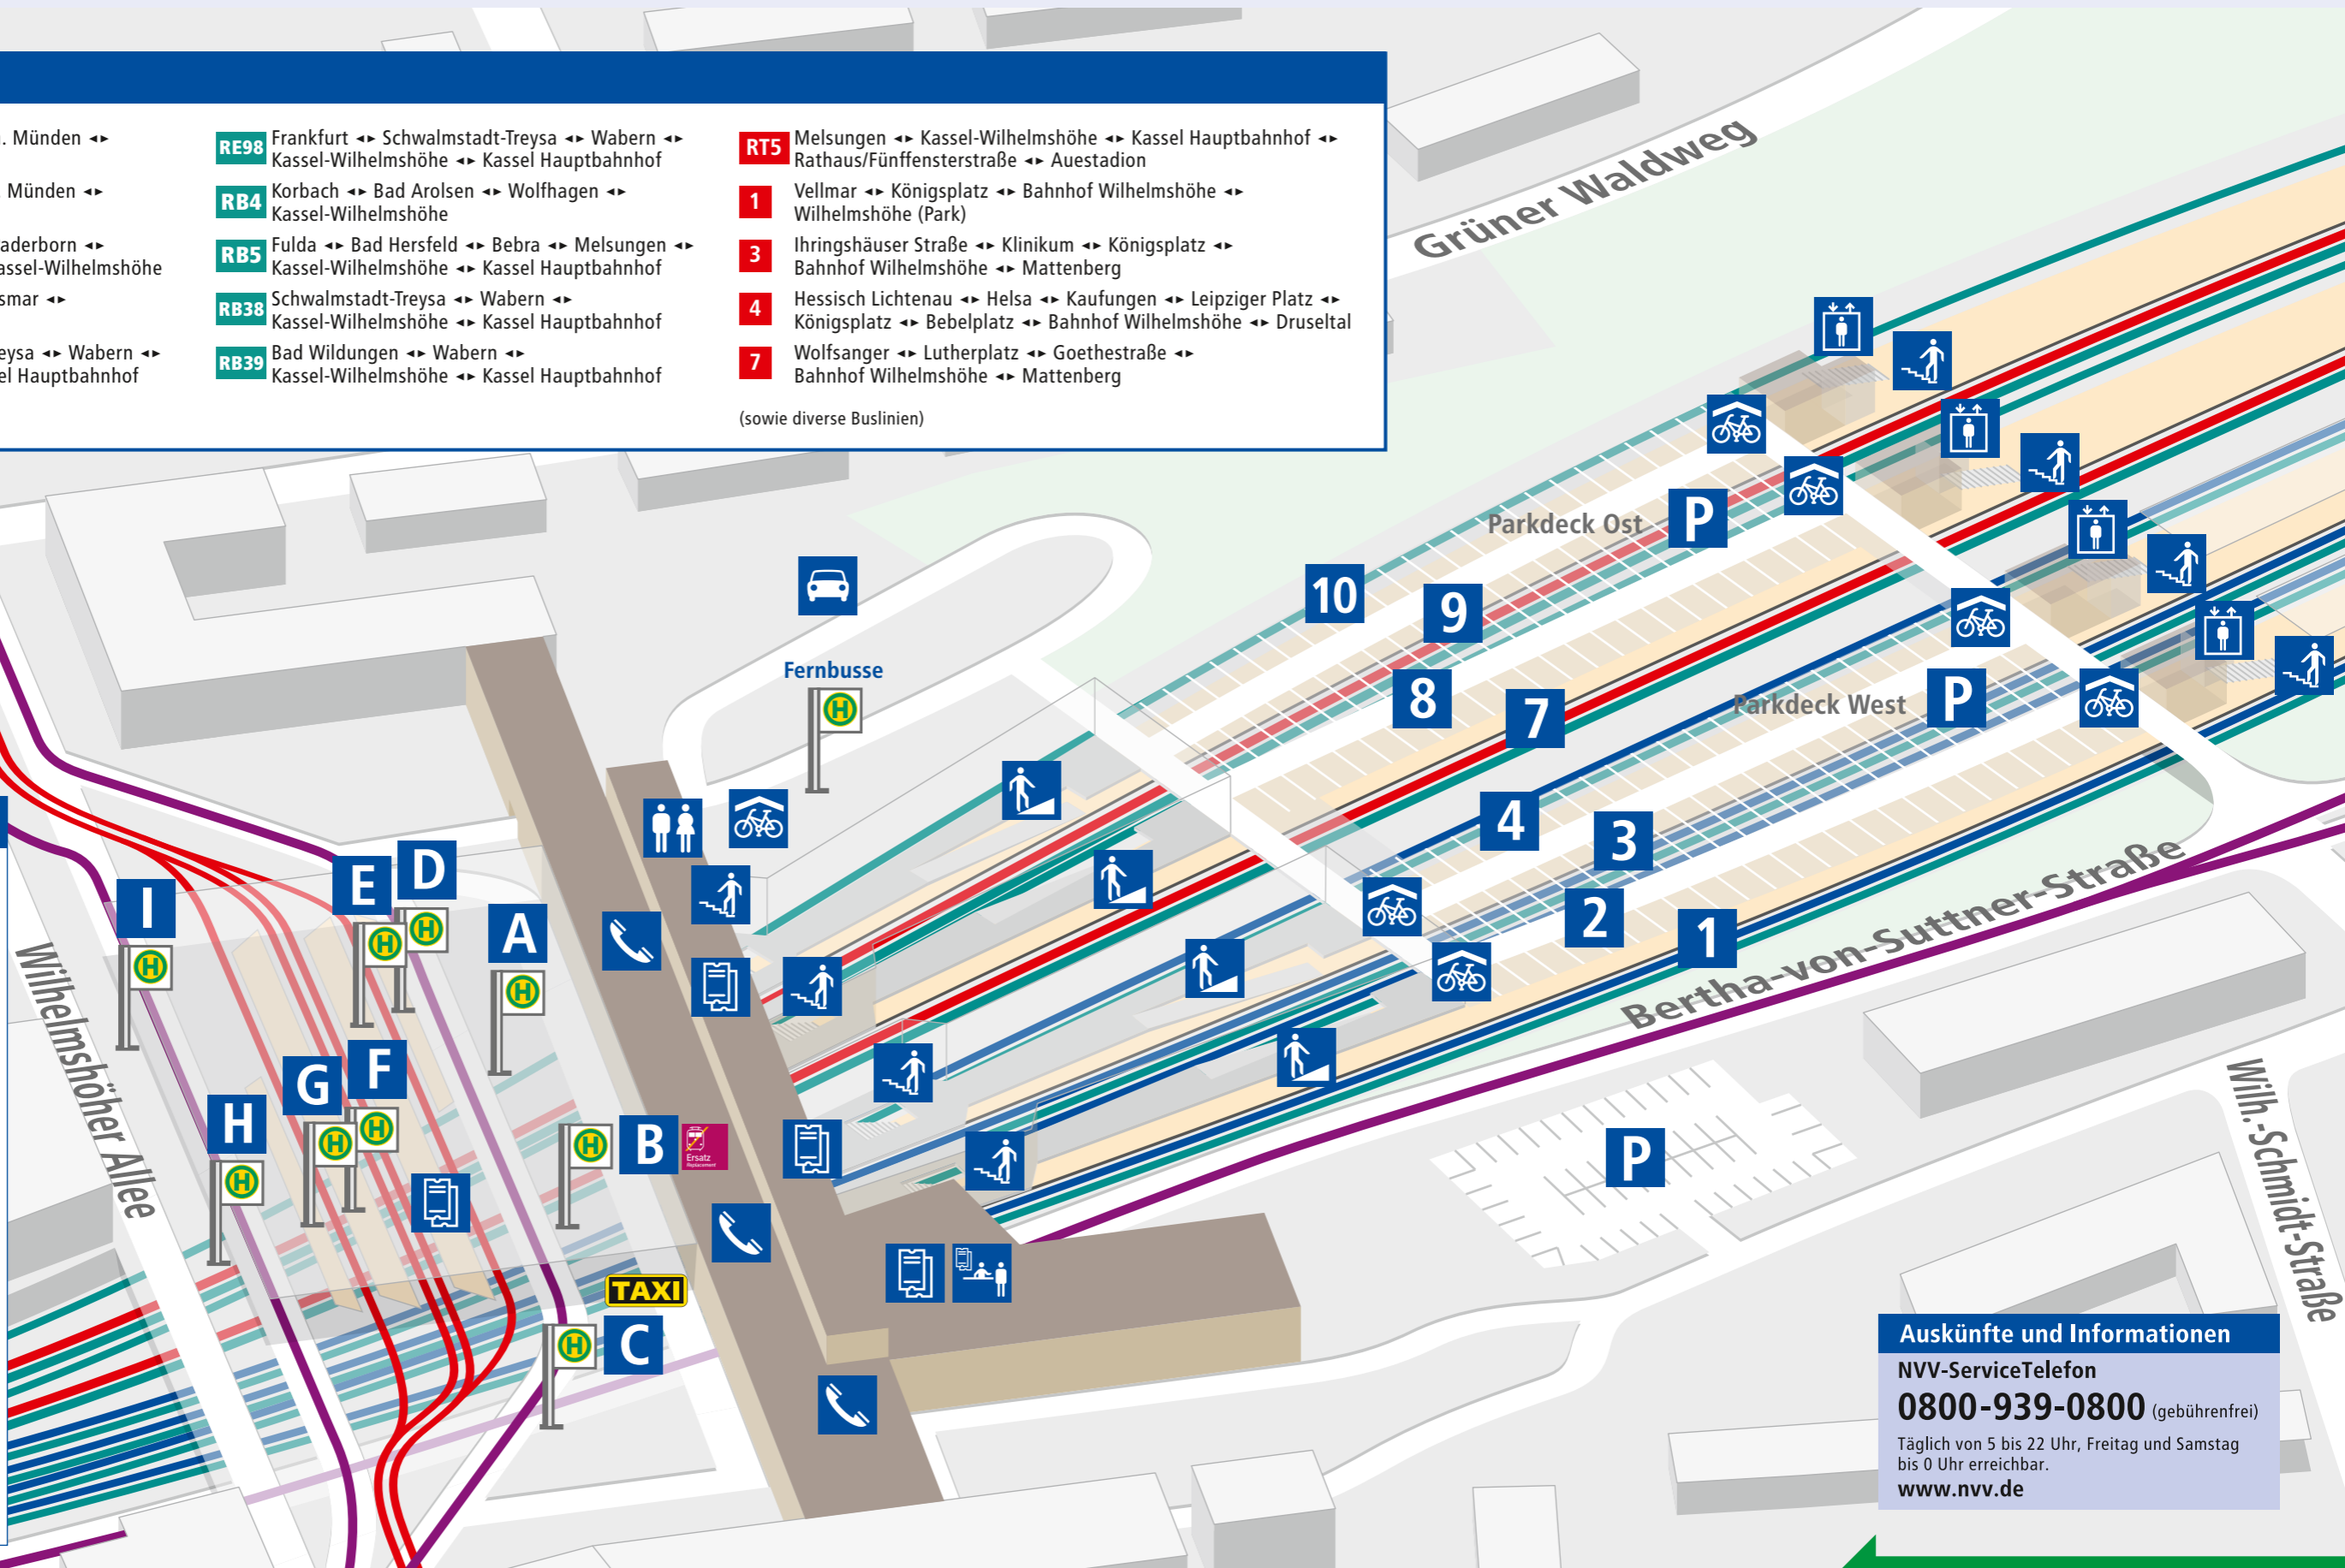 . Münden ◂▸
Münden ◂▸
aderborn ◂▸
assel-Wilhelmshöhe
smar ◂▸
eysa ◂▸ Wabern ◂▸
el Hauptbahnhof
RE98 Frankfurt ◂▸ Schwalmstadt-Treysa ◂▸ Wabern ◂▸
Kassel-Wilhelmshöhe ◂▸ Kassel Hauptbahnhof
RB4 Korbach ◂▸ Bad Arolsen ◂▸ Wolfhagen ◂▸
Kassel-Wilhelmshöhe
RB5 Fulda ◂▸ Bad Hersfeld ◂▸ Bebra ◂▸ Melsungen ◂▸
Kassel-Wilhelmshöhe ◂▸ Kassel Hauptbahnhof
RB38 Schwalmstadt-Treysa ◂▸ Wabern ◂▸
Kassel-Wilhelmshöhe ◂▸ Kassel Hauptbahnhof
RB39 Bad Wildungen ◂▸ Wabern ◂▸
Kassel-Wilhelmshöhe ◂▸ Kassel Hauptbahnhof
RT5 Melsungen ◂▸ Kassel-Wilhelmshöhe ◂▸ Kassel Hauptbahnhof ◂▸
Rathaus/Fünffensterstraße ◂▸ Auestadion
1 Vellmar ◂▸ Königsplatz ◂▸ Bahnhof Wilhelmshöhe ◂▸
Wilhelmshöhe (Park)
3 Ihringshäuser Straße ◂▸ Klinikum ◂▸ Königsplatz ◂▸
Bahnhof Wilhelmshöhe ◂▸ Mattenberg
4 Hessisch Lichtenau ◂▸ Helsa ◂▸ Kaufungen ◂▸ Leipziger Platz ◂▸
Königsplatz ◂▸ Bebelplatz ◂▸ Bahnhof Wilhelmshöhe ◂▸ Druseltal
7 Wolfsanger ◂▸ Lutherplatz ◂▸ Goethestraße ◂▸
Bahnhof Wilhelmshöhe ◂▸ Mattenberg
(sowie diverse Buslinien)
Grüner Waldweg
Parkdeck Ost
P
10
9
8
7
Parkdeck West
P
4
3
2
1
Fernbusse
H
Bertha-von-Suttner-Straße
Wilhelmshöher Allee
Wilh.-Schmidt-Straße
I
H
E
H
D
H
A
H
G
H
F
H
H
H
H
B
Ersatz
Replacement
TAXI
H
C
P
Auskünfte und Informationen
NVV-ServiceTelefon
0800-939-0800 (gebührenfrei)
Täglich von 5 bis 22 Uhr, Freitag und Samstag
bis 0 Uhr erreichbar.
www.nvv.de